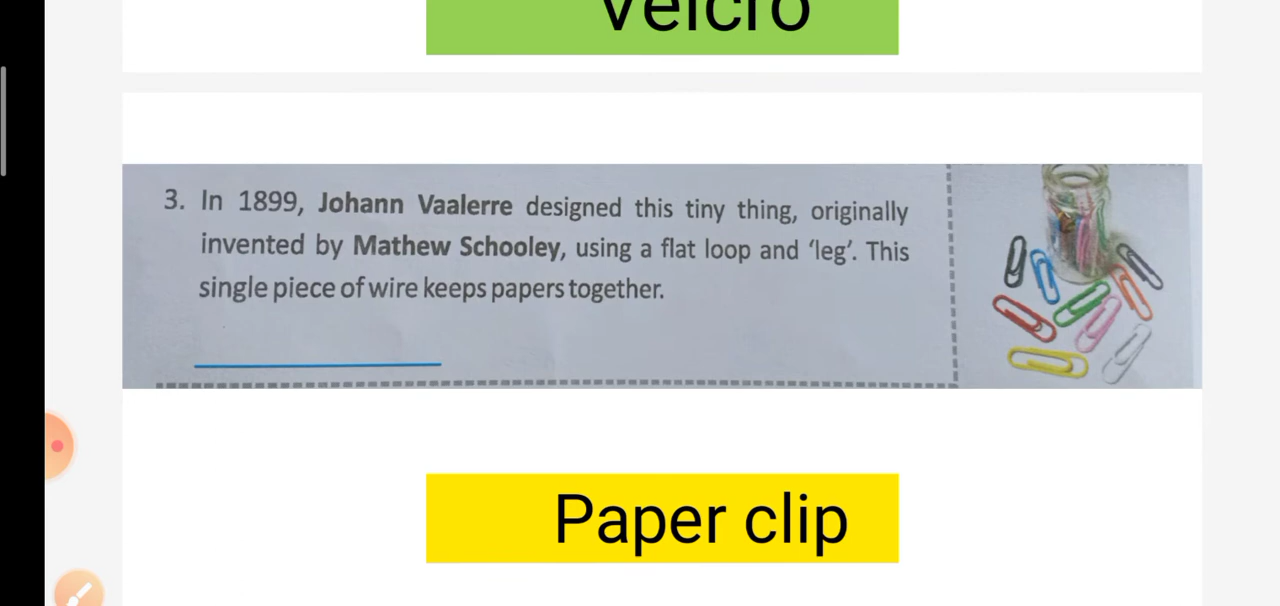 Velcro
3. In 1899, Johann Vaalerre designed this tiny thing, originally
invented by Mathew Schooley, using a flat loop and ‘leg’. This
single piece of wire keeps papers together.
Paper clip